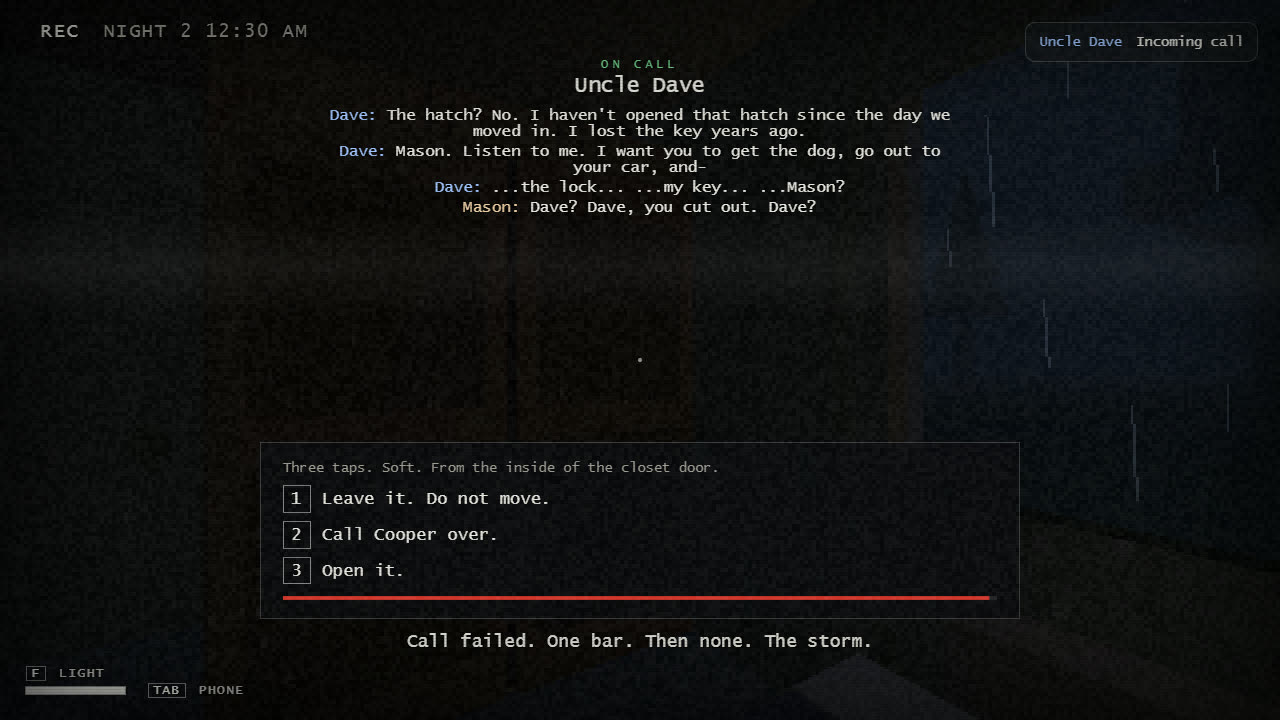 REC NIGHT 2 12:30 AM
Uncle Dave Incoming call
ON CALL
Uncle Dave
Dave: The hatch? No. I haven't opened that hatch since the day we
moved in. I lost the key years ago.
Dave: Mason. Listen to me. I want you to get the dog, go out to
your car, and-
Dave: ...the lock... ...my key... ...Mason?
Mason: Dave? Dave, you cut out. Dave?
Three taps. Soft. From the inside of the closet door.
1 Leave it. Do not move.
2 Call Cooper over.
3 Open it.
Call failed. One bar. Then none. The storm.
F LIGHT
TAB PHONE